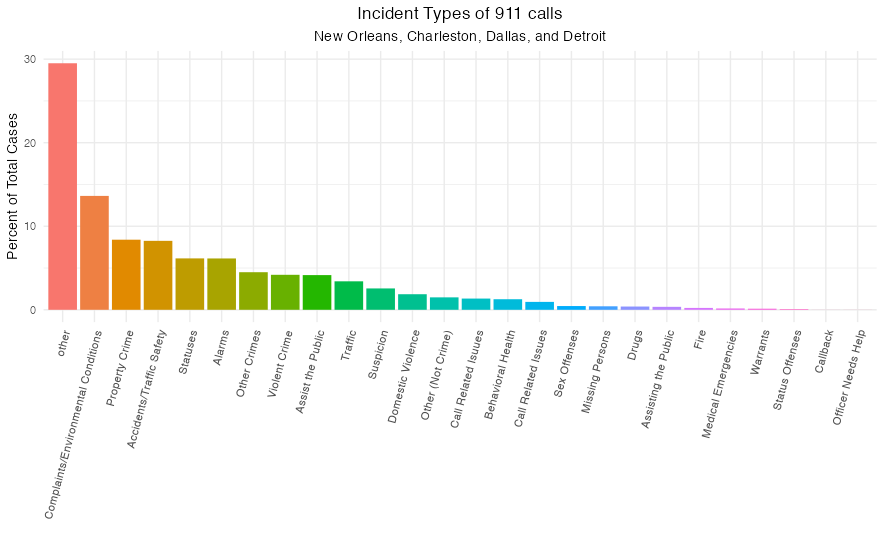 Incident Types of 911 calls
New Orleans, Charleston, Dallas, and Detroit
Percent of Total Cases
30
20
10
0
other
Complaints/Environmental Conditions
Property Crime
Accidents/Traffic Safety
Statuses
Alarms
Other Crimes
Violent Crime
Assist the Public
Traffic
Suspicion
Domestic Violence
Other (Not Crime)
Call Related Isuues
Behavioral Health
Call Related Issues
Sex Offenses
Missing Persons
Drugs
Assisting the Public
Fire
Medical Emergencies
Warrants
Status Offenses
Callback
Officer Needs Help